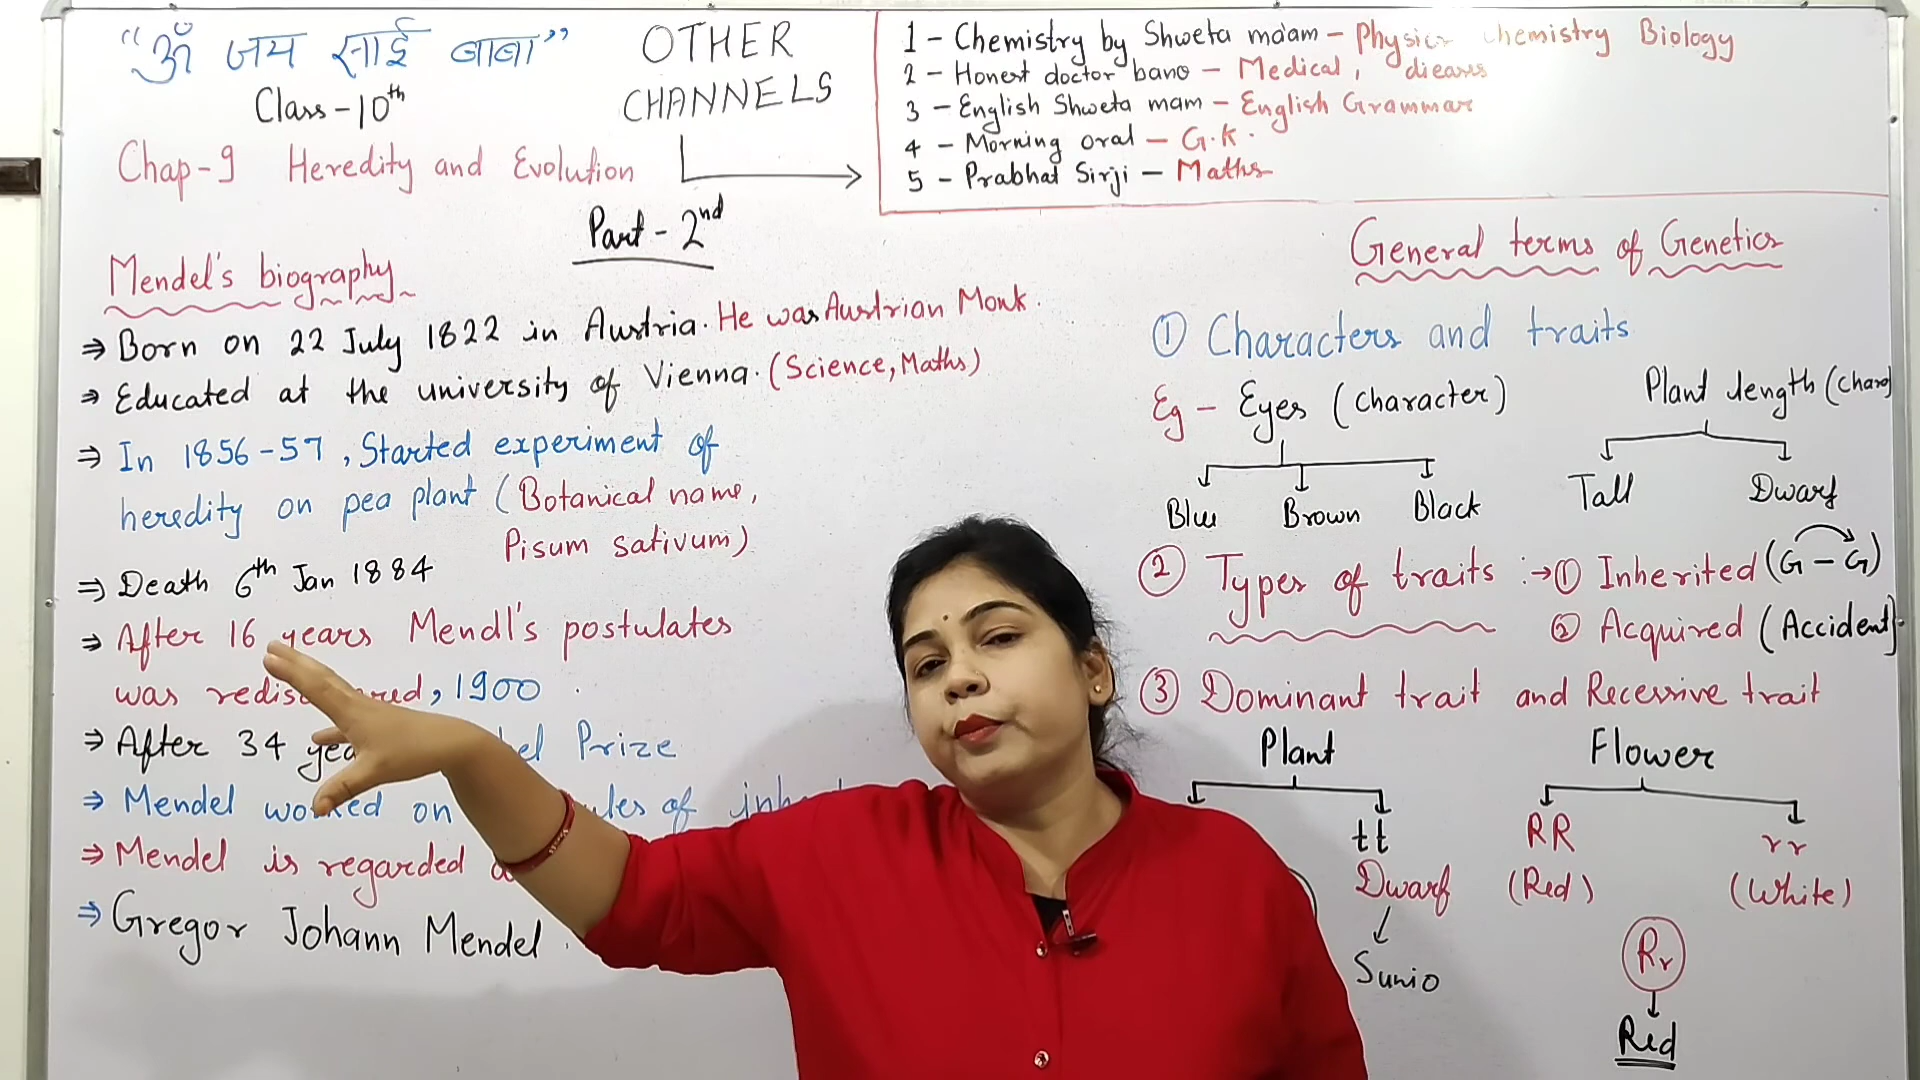 "ॐ जय साई बाबा"
Class-10th
Chap-9 Heredity and Evolution
OTHER
CHANNELS
1 - Chemistry by Shweta ma'am - Physics Chemistry Biology
2 - Honest doctor bano - Medical,
3 - English Shweta mam - English Grammar
4 - Morning oral - G.K.
5 - Prabhat Sirji - Maths
Part - 2nd
Mendel's biography
⇒ Born on 22 July 1822 in Austria. He was Austrian Monk.
⇒ Educated at the university of Vienna. (Science, Maths)
⇒ In 1856-57, Started experiment of
heredity on pea plant (Botanical name,
Pisum sativum)
⇒ Death 6th Jan 1884
⇒ After 16 years Mendl's postulates
was 1900
⇒ After 34 Prize
⇒ Mendel worked on of
⇒ Mendel is regarded
⇒ Gregor Johann Mendel.
General terms of Genetics
① Characters and traits
Eg - Eyes (character)
Blue Brown Black
Plant length (Charc)
Tall Dwarf
② Types of traits :→ ① Inherited (G - G)
② Acquired (Accident).
③ Dominant trait and Recessive trait
Plant
tt
Dwarf
Flower
RR rr
(Red) (White)
Rr
Red